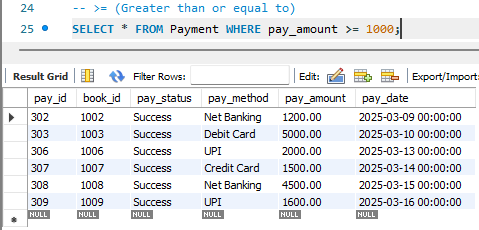 24 -- >= (Greater than or equal to)
25 SELECT * FROM Payment WHERE pay_amount >= 1000;
Result Grid Filter Rows: Edit: Export/Import:
pay_id book_id pay_status pay_method pay_amount pay_date
302 1002 Success Net Banking 1200.00 2025-03-09 00:00:00
303 1003 Success Debit Card 5000.00 2025-03-10 00:00:00
306 1006 Success UPI 2000.00 2025-03-13 00:00:00
307 1007 Success Credit Card 1500.00 2025-03-14 00:00:00
308 1008 Success Net Banking 4500.00 2025-03-15 00:00:00
309 1009 Success UPI 1600.00 2025-03-16 00:00:00
NULL NULL NULL NULL NULL NULL